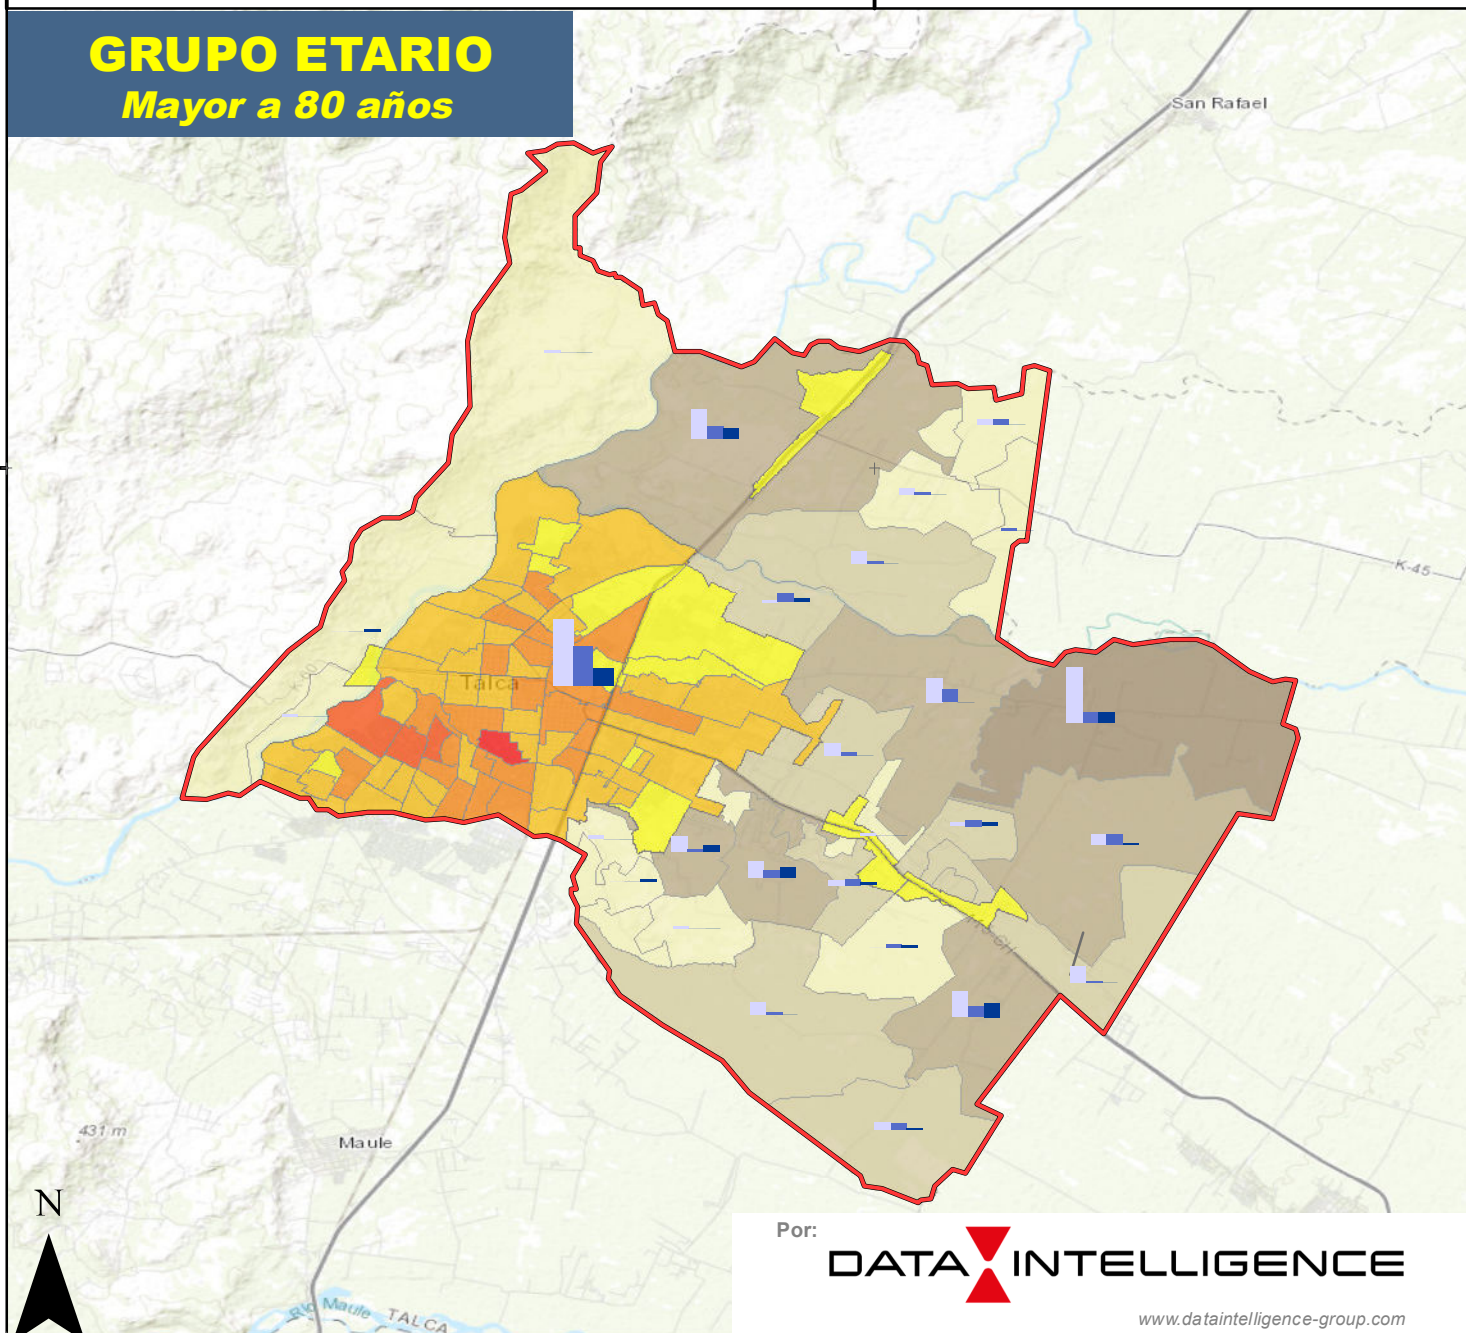 GRUPO ETARIO
Mayor a 80 años
San Rafael
K-45
Talca
431 m
Maule
N
Por:
DATA INTELLIGENCE
Río Maule
TALCA
www.dataintelligence-group.com